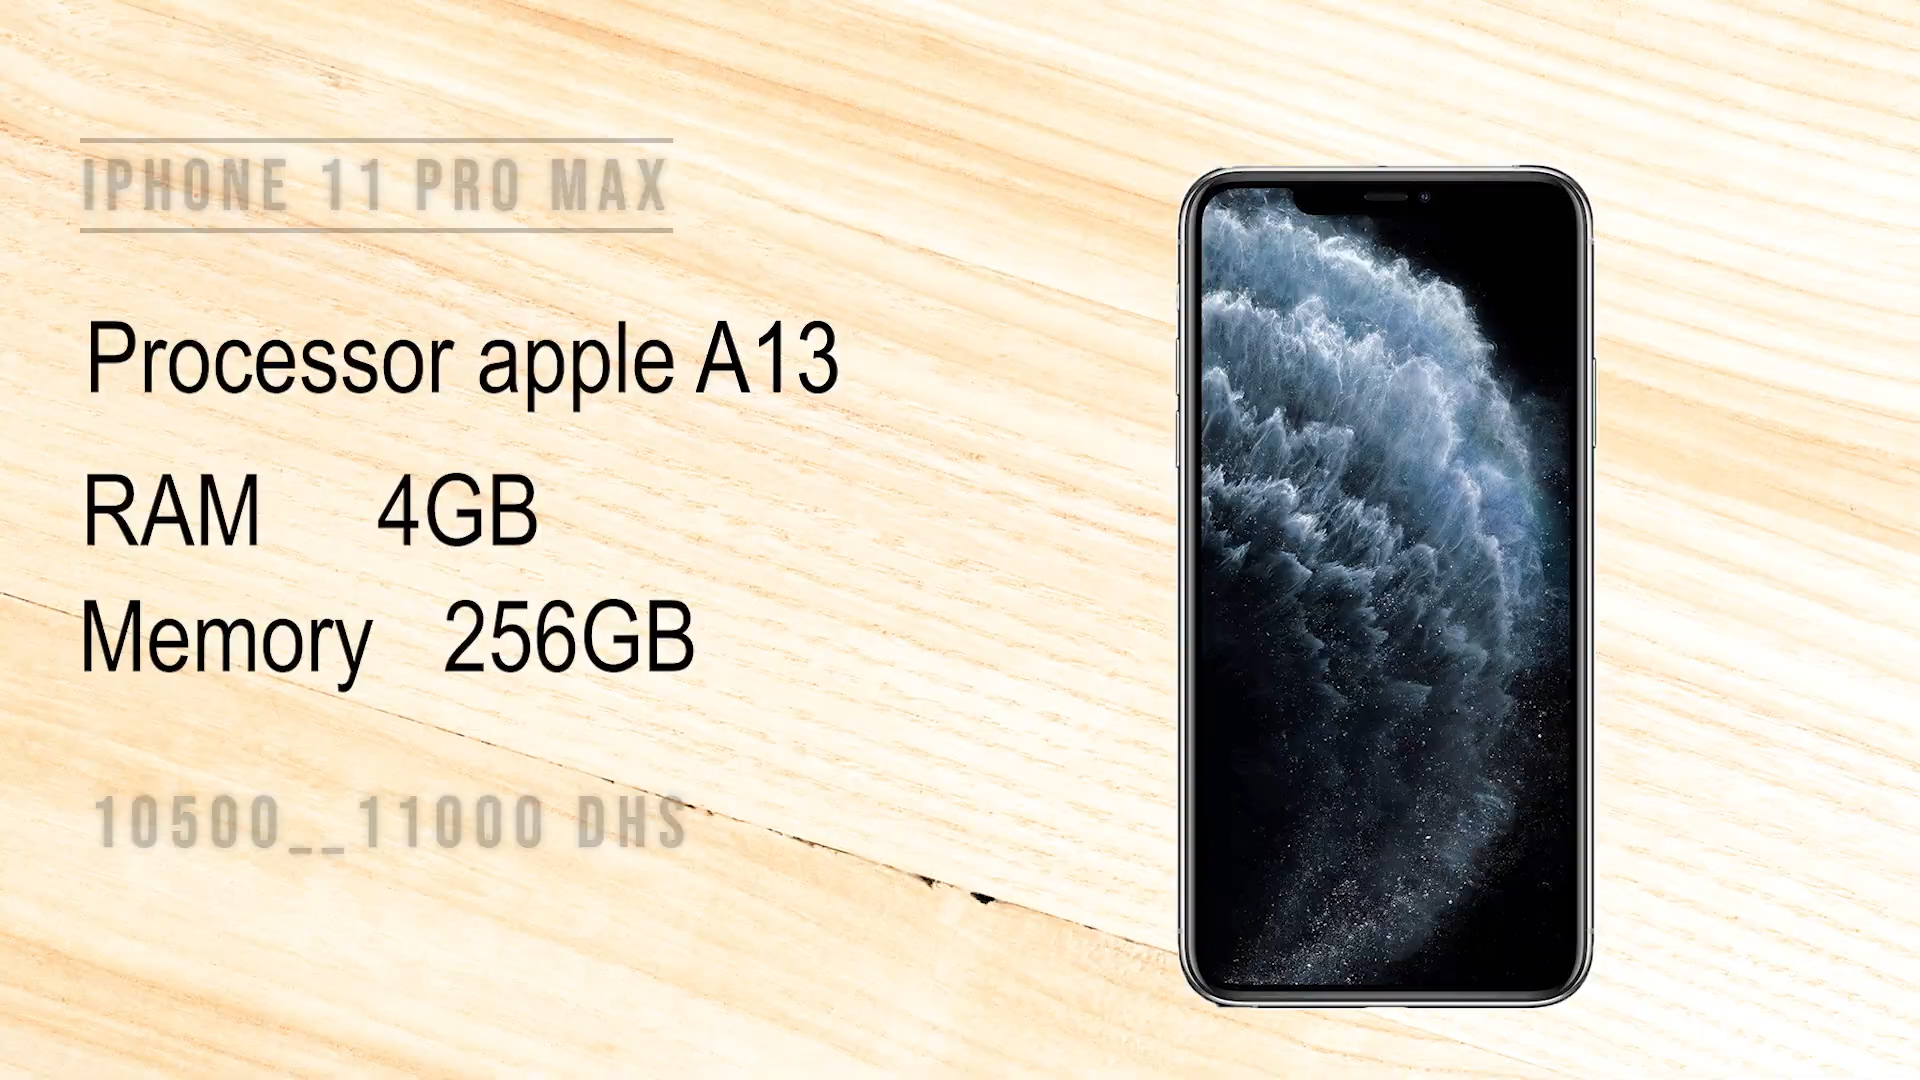 IPHONE 11 PRO MAX
Processor apple A13
RAM 4GB
Memory 256GB
10500__11000 DHS